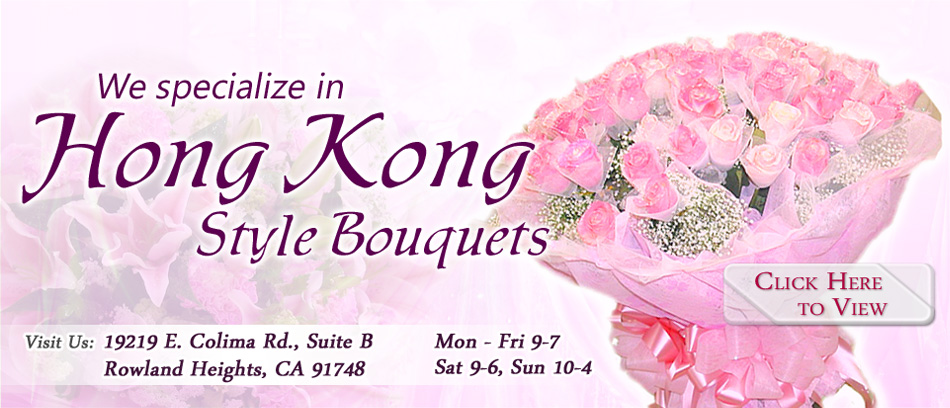 We specialize in
Hong Kong
Style Bouquets
Click Here
to View
Visit Us: 19219 E. Colima Rd., Suite B
Rowland Heights, CA 91748
Mon - Fri 9-7
Sat 9-6, Sun 10-4